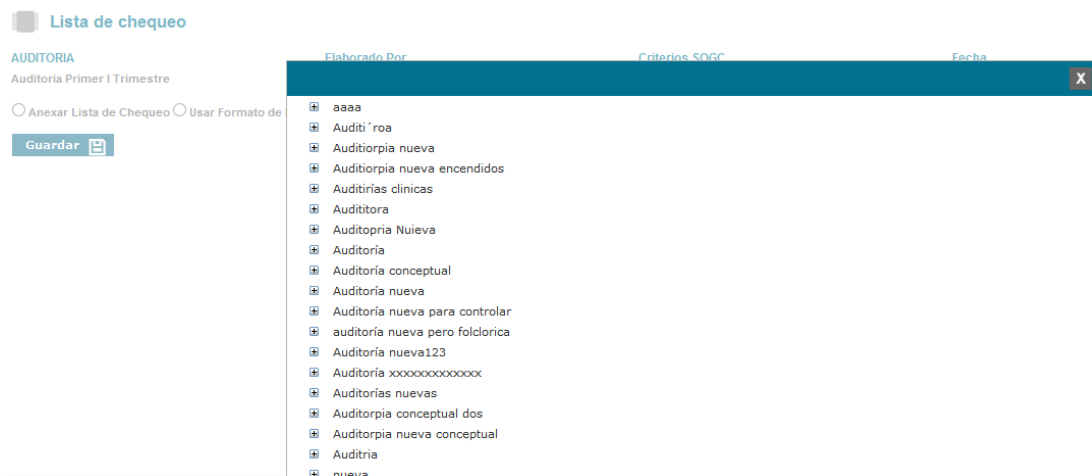 Lista de chequeo
AUDITORIA Elaborado Por Criterios SOGC Fecha
Auditoria Primer I Trimestre
X
Anexar Lista de Chequeo Usar Formato de
Guardar
aaaa
Auditi´roa
Auditiorpia nueva
Auditiorpia nueva encendidos
Auditirías clinicas
Audititora
Auditopria Nuieva
Auditoría
Auditoría conceptual
Auditoría nueva
Auditoría nueva para controlar
auditoría nueva pero folclorica
Auditoría nueva123
Auditoría xxxxxxxxxxxxx
Auditorías nuevas
Auditorpia conceptual dos
Auditorpia nueva conceptual
Auditria
nueva